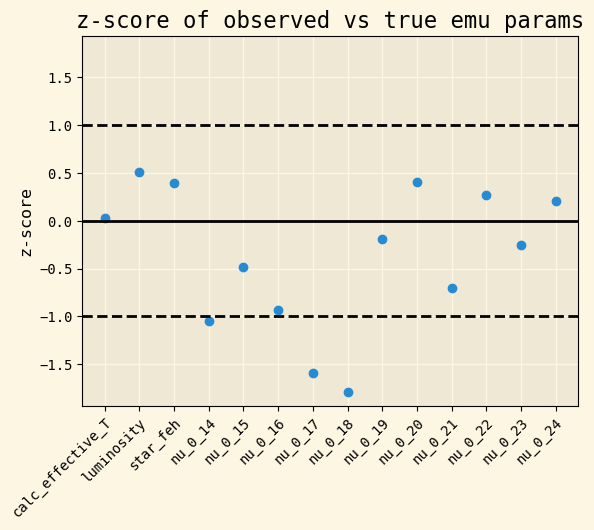 z-score of observed vs true emu params
z-score
1.5
1.0
0.5
0.0
−0.5
−1.0
−1.5
calc_effective_T
luminosity
star_feh
nu_0_14
nu_0_15
nu_0_16
nu_0_17
nu_0_18
nu_0_19
nu_0_20
nu_0_21
nu_0_22
nu_0_23
nu_0_24